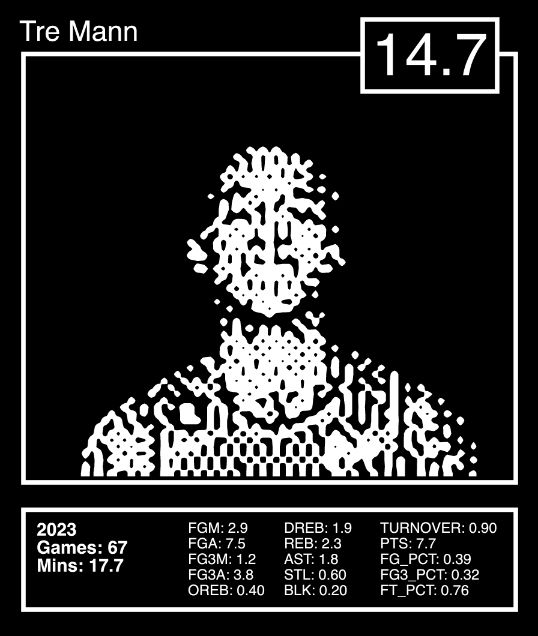 Tre Mann
14.7
2023
Games: 67
Mins: 17.7
FGM: 2.9
FGA: 7.5
FG3M: 1.2
FG3A: 3.8
OREB: 0.40
DREB: 1.9
REB: 2.3
AST: 1.8
STL: 0.60
BLK: 0.20
TURNOVER: 0.90
PTS: 7.7
FG_PCT: 0.39
FG3_PCT: 0.32
FT_PCT: 0.76